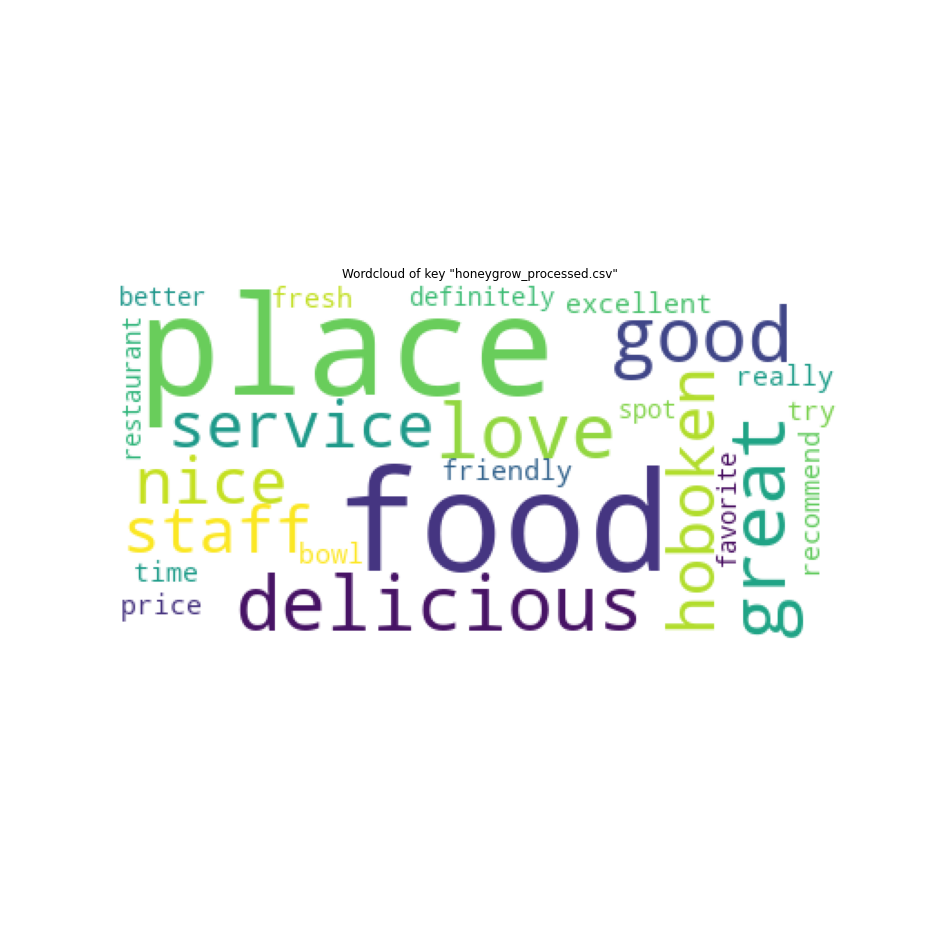 Wordcloud of key "honeygrow_processed.csv"
better
fresh
definitely
excellent
place
good
restaurant
really
service
love
spot
try
hoboken
great
nice
friendly
favorite
recommend
staff
food
bowl
time
delicious
price